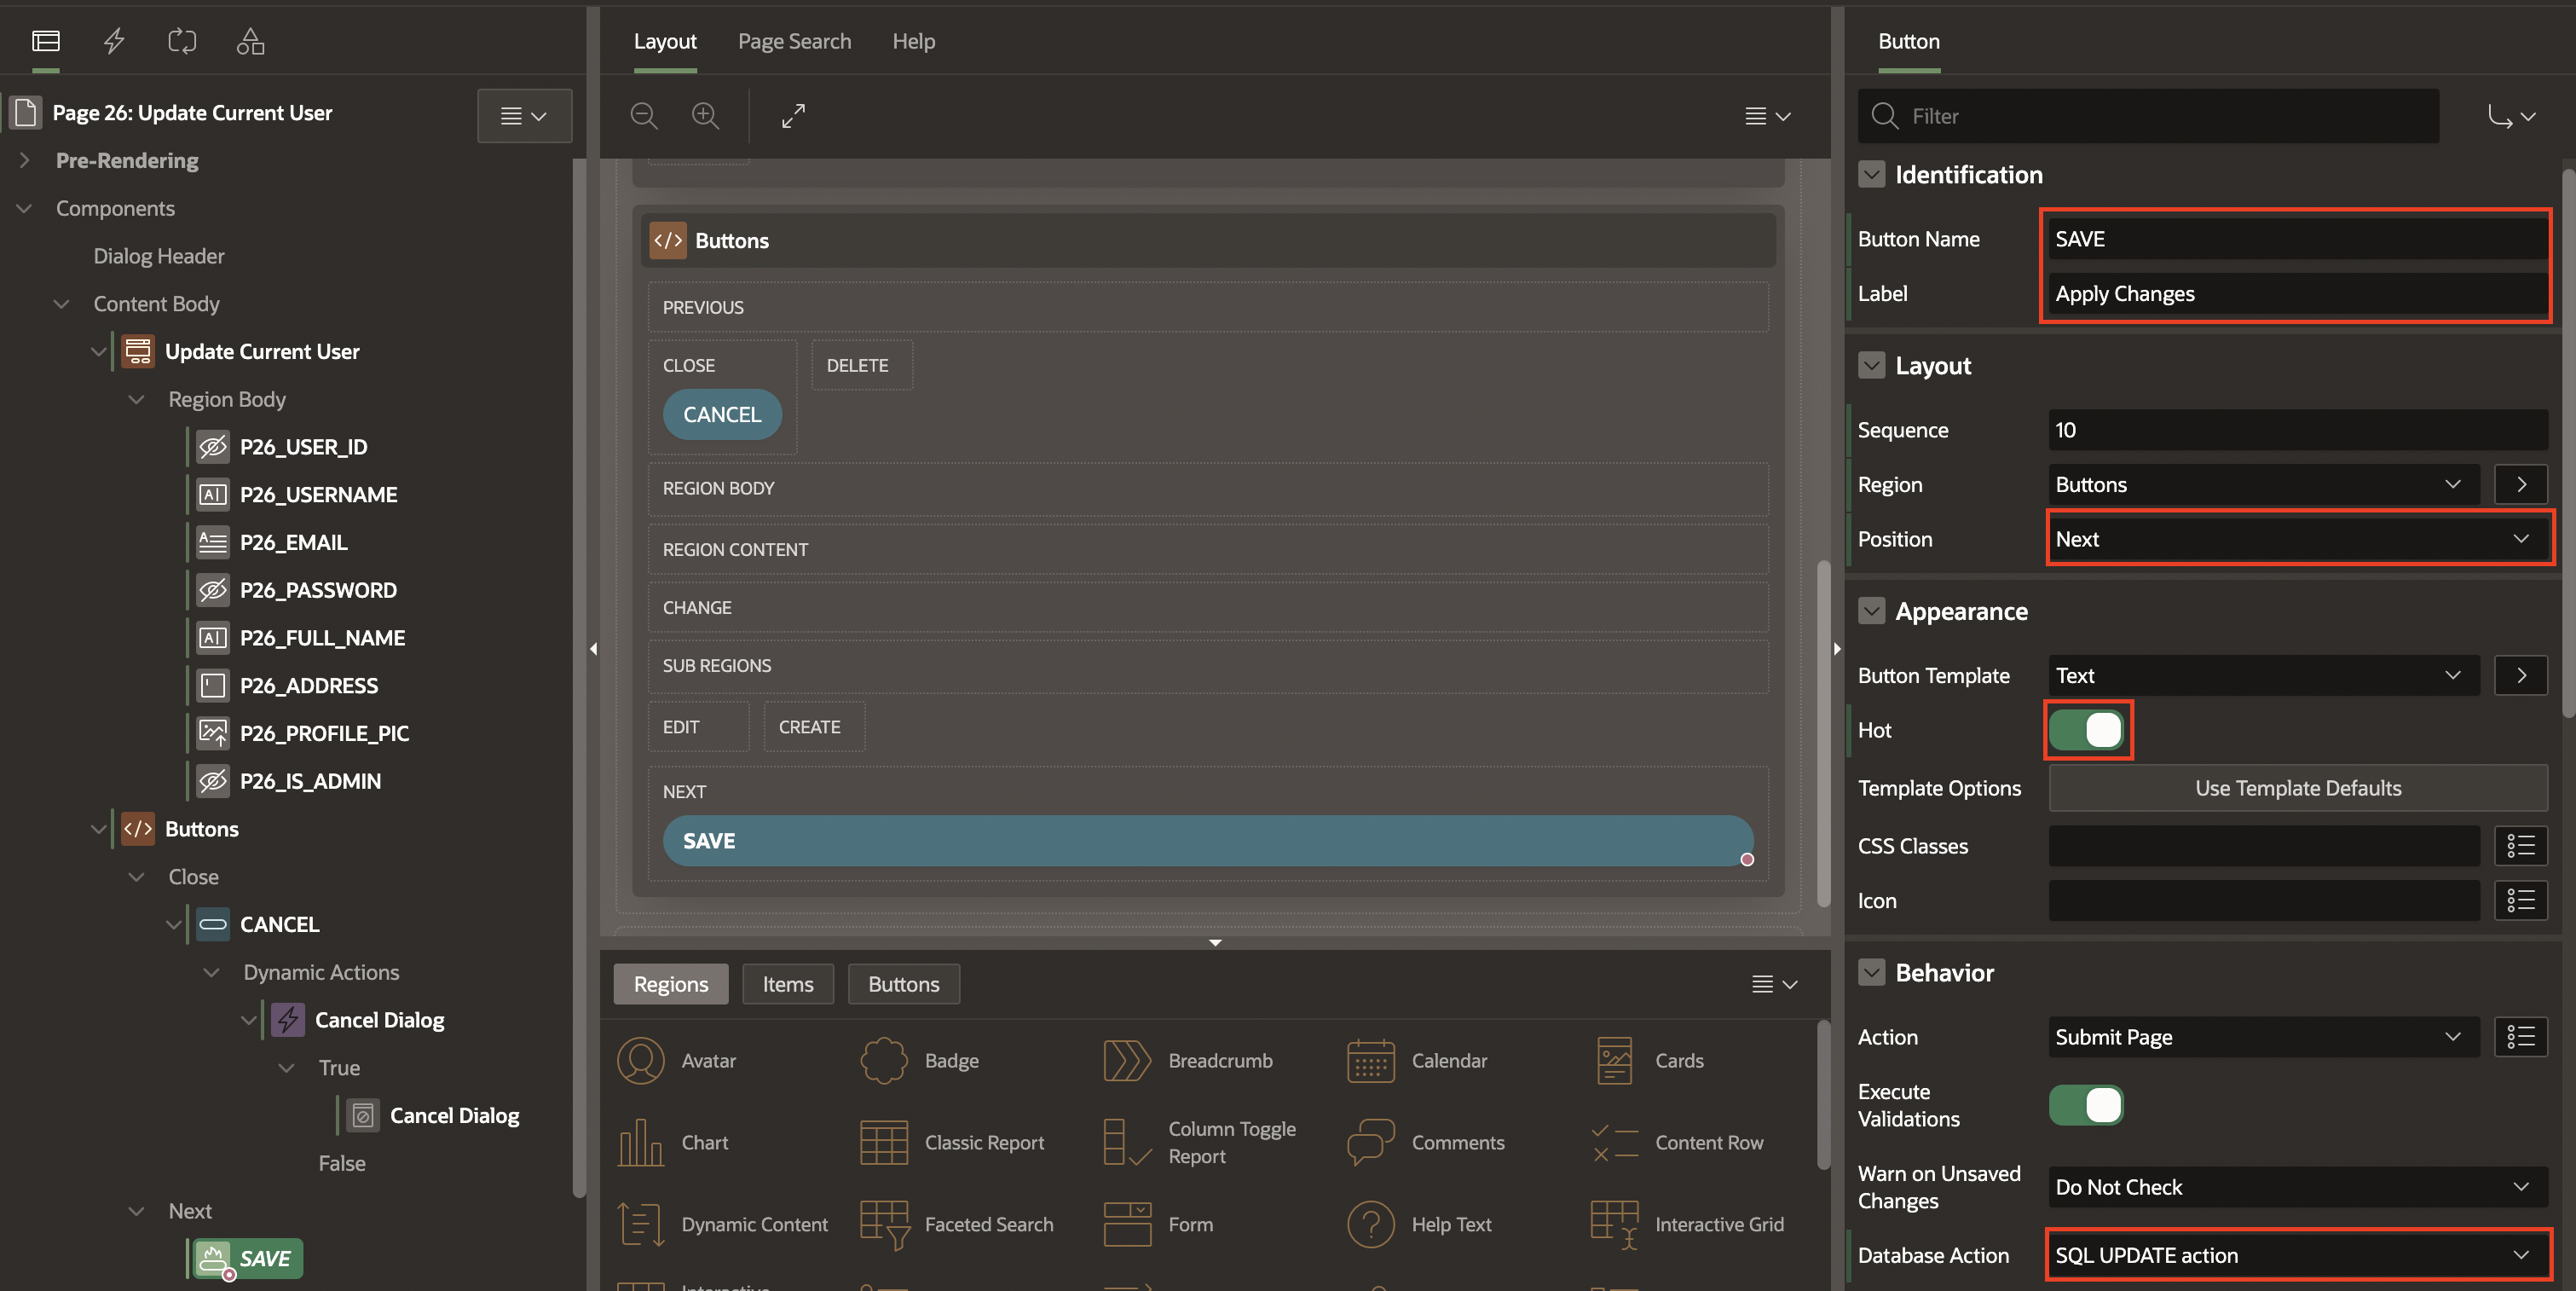 Page 26: Update Current User
Pre-Rendering
Components
Dialog Header
Content Body
Update Current User
Region Body
P26_USER_ID
P26_USERNAME
P26_EMAIL
P26_PASSWORD
P26_FULL_NAME
P26_ADDRESS
P26_PROFILE_PIC
P26_IS_ADMIN
Buttons
Close
CANCEL
Dynamic Actions
Cancel Dialog
True
Cancel Dialog
False
Next
SAVE
Layout Page Search Help
Buttons
PREVIOUS
CLOSE DELETE
CANCEL
REGION BODY
REGION CONTENT
CHANGE
SUB REGIONS
EDIT CREATE
NEXT
SAVE
Regions Items Buttons
Avatar Badge Breadcrumb Calendar Cards
Chart Classic Report Column Toggle Report Comments Content Row
Dynamic Content Faceted Search Form Help Text Interactive Grid
Interactive
Button
Filter
Identification
Button Name SAVE
Label Apply Changes
Layout
Sequence 10
Region Buttons
Position Next
Appearance
Button Template Text
Hot
Template Options Use Template Defaults
CSS Classes
Icon
Behavior
Action Submit Page
Execute
Validations
Warn on Unsaved
Changes Do Not Check
Database Action SQL UPDATE action